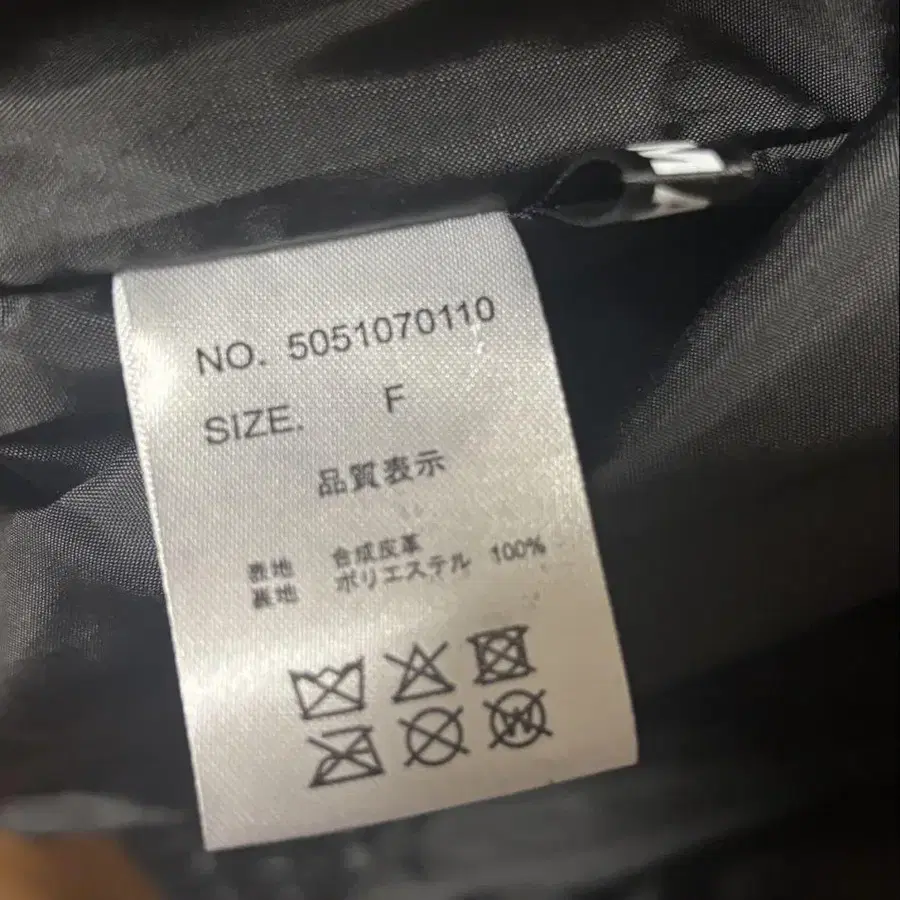 NO. 5051070110
SIZE. F
品質表示
表地 合成皮革
裏地 ポリエステル 100%
W